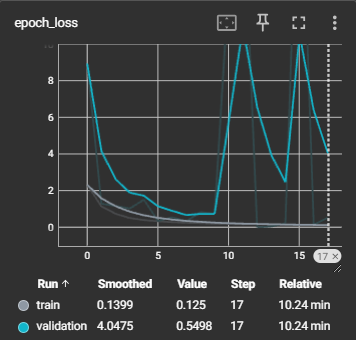 epoch_loss
10
8
6
4
2
0
0 5 10 15 17
Run ↑ Smoothed Value Step Relative
train 0.1399 0.125 17 10.24 min
validation 4.0475 0.5498 17 10.24 min